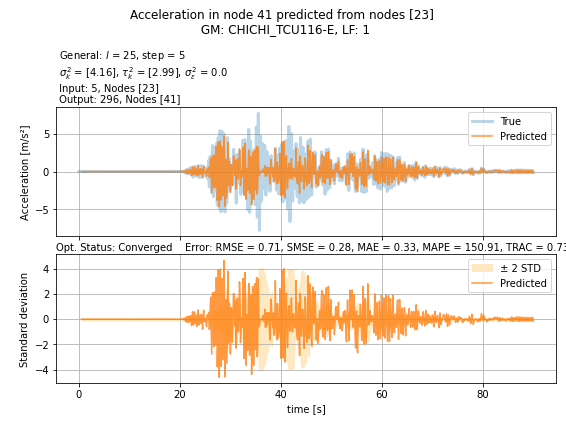 Acceleration in node 41 predicted from nodes [23]
GM: CHICHI_TCU116-E, LF: 1
General: l = 25, step = 5
σ²ₖ = [4.16], τ²ₖ = [2.99], σ²ε = 0.0
Input: 5, Nodes [23]
Output: 296, Nodes [41]
5
0
−5
Acceleration [m/s²]
True
Predicted
Opt. Status: Converged Error: RMSE = 0.71, SMSE = 0.28, MAE = 0.33, MAPE = 150.91, TRAC = 0.73
4
2
0
−2
−4
Standard deviation
± 2 STD
Predicted
0 20 40 60 80
time [s]